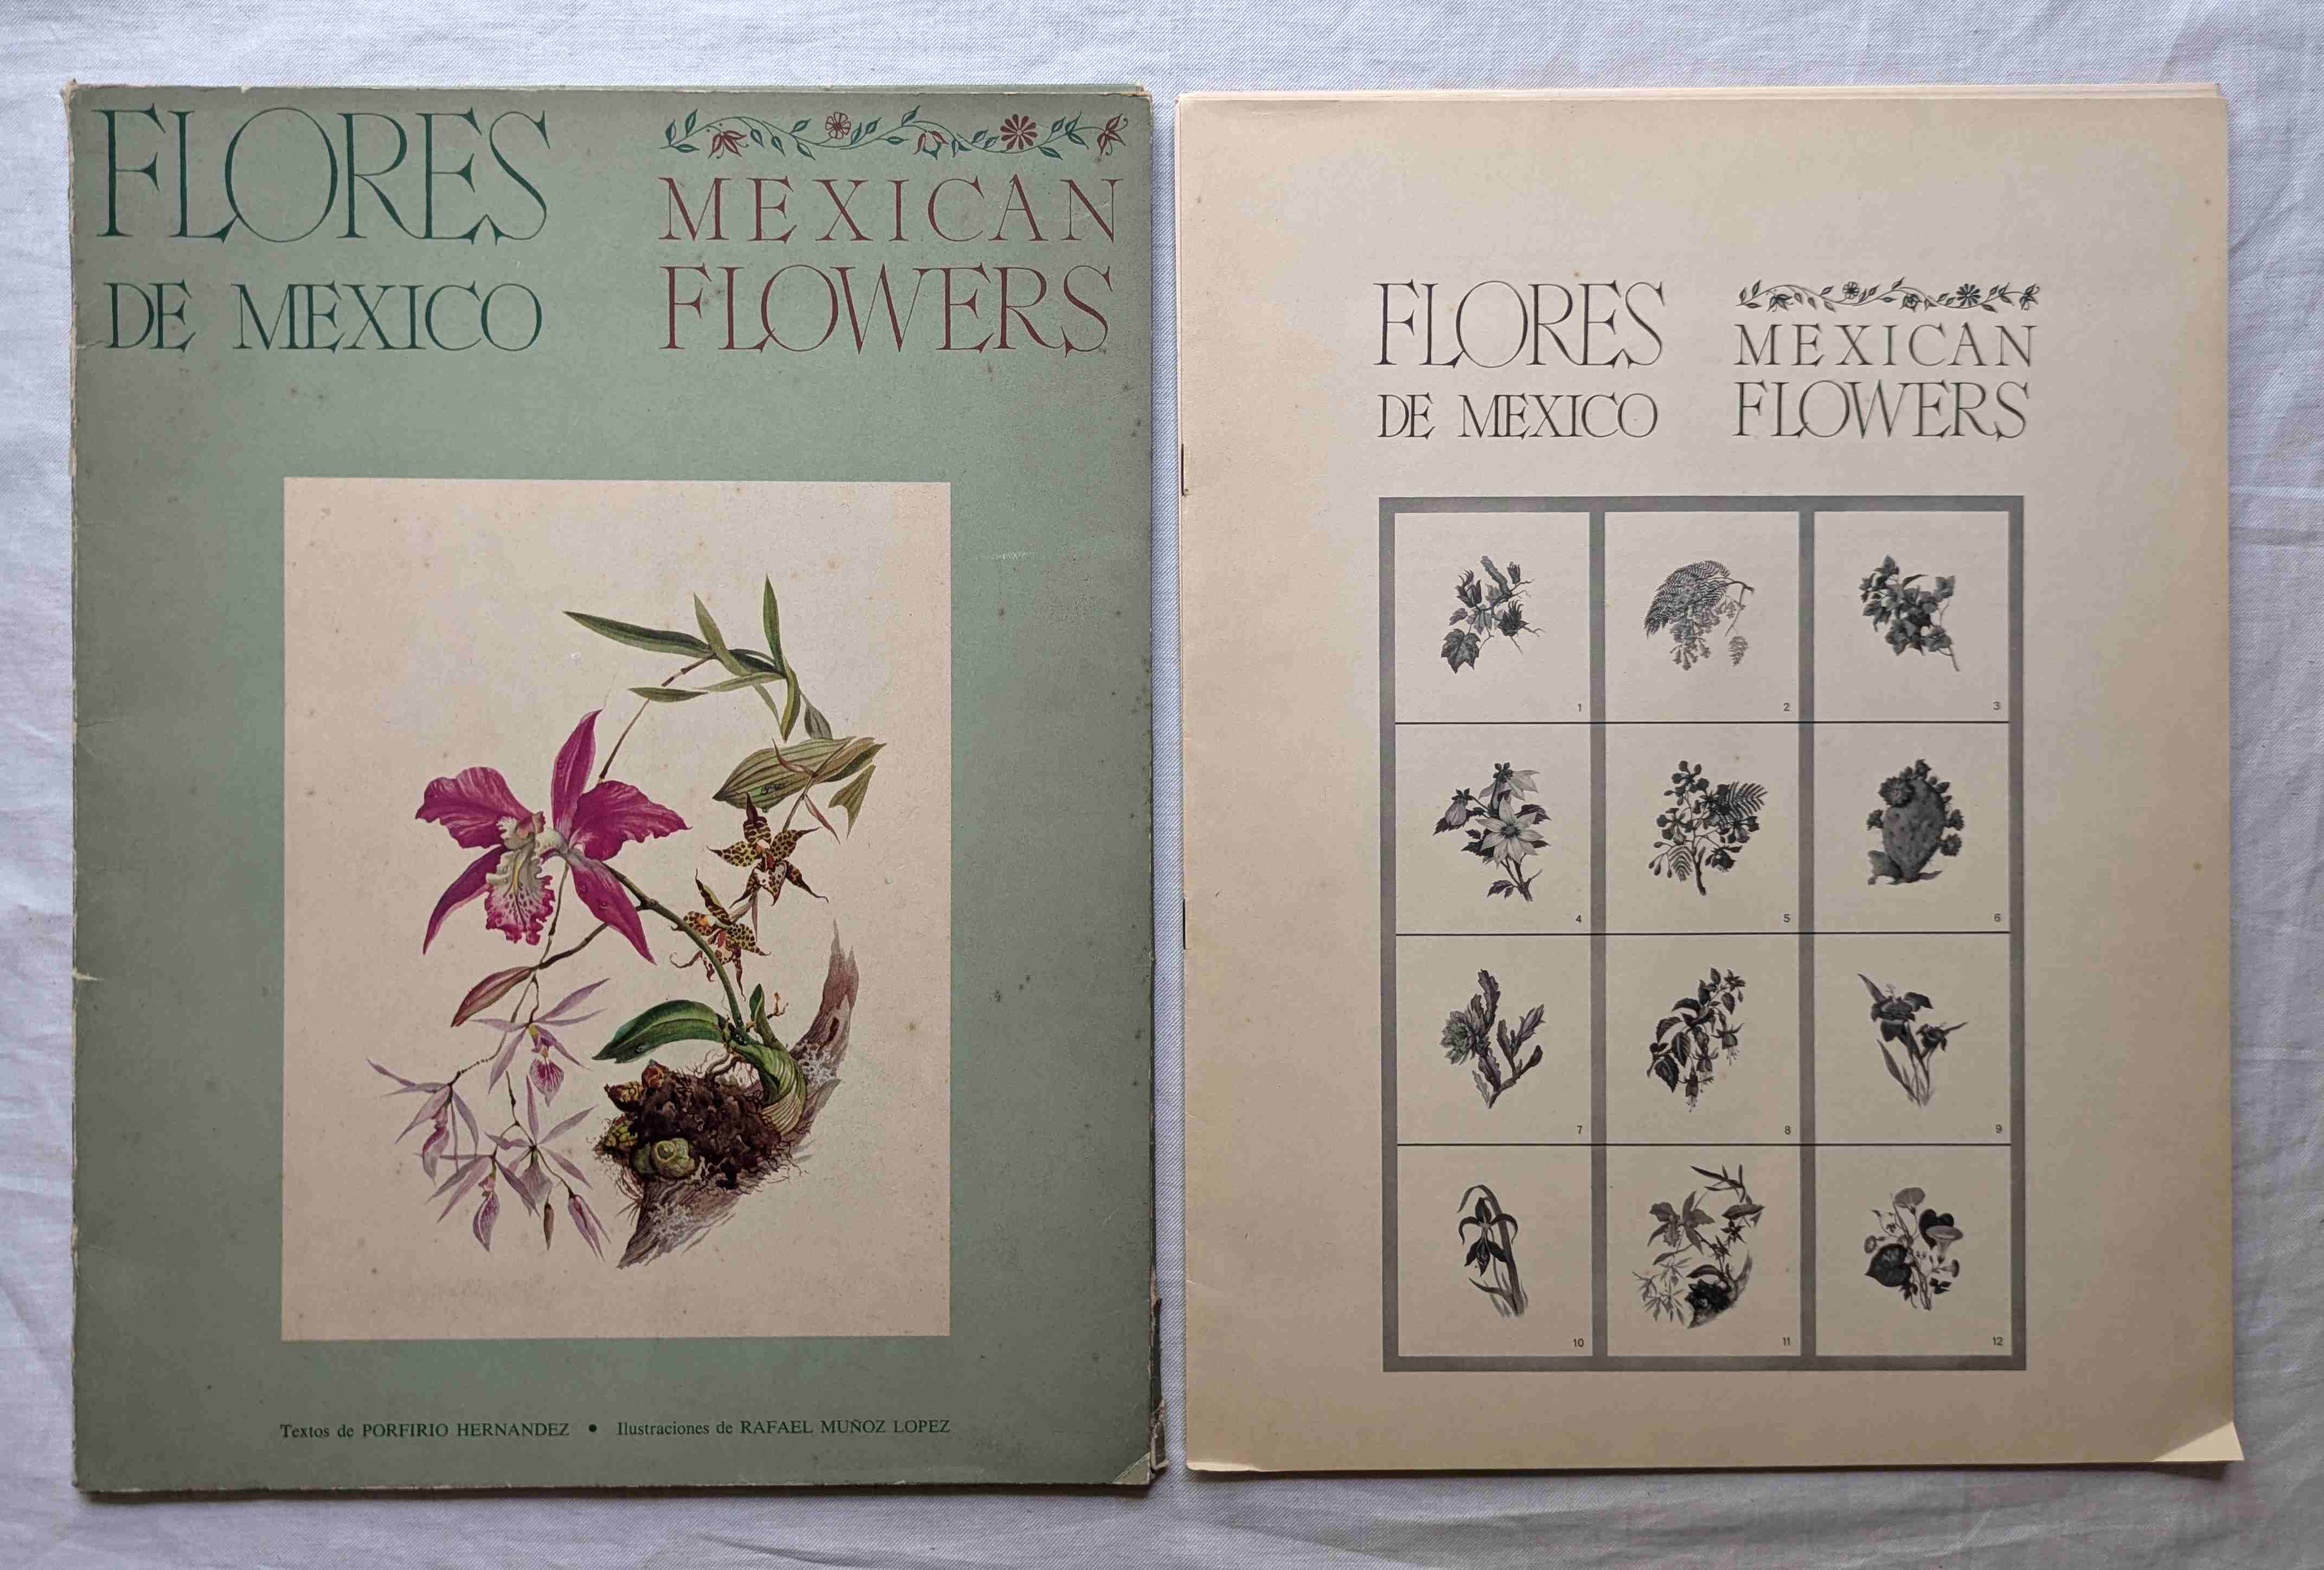 FLORES
DE MEXICO
MEXICAN
FLOWERS
Textos de PORFIRIO HERNANDEZ • Ilustraciones de RAFAEL MUÑOZ LOPEZ
FLORES
DE MEXICO
MEXICAN
FLOWERS
1 2 3
4 5 6
7 8 9
10 11 12